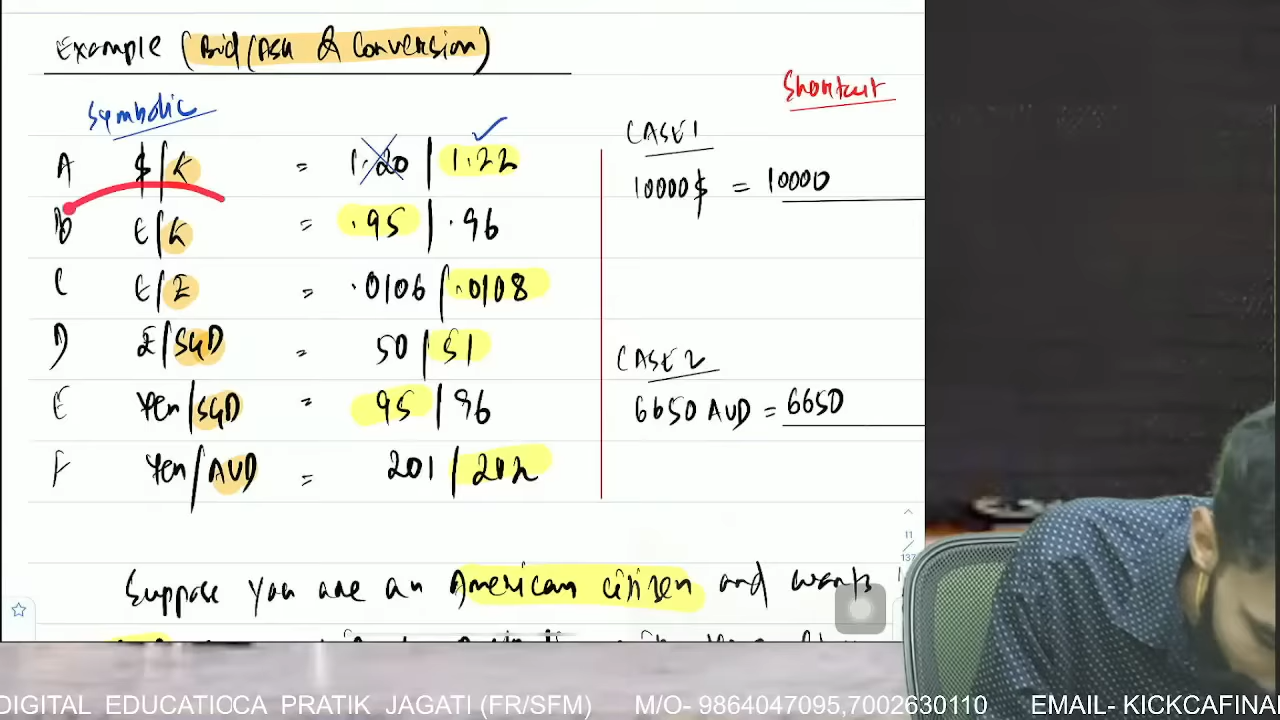 Example (Bid/Ask & Conversion)
Shortcut
Symbolic
CASE 1
A $/K = 1.20 | 1.22
10000$ = 10000
B E/K = .95 | .96
C E/Σ = .0106 / .0108
D Σ/SGD = 50 | 51
CASE 2
E Yen/SGD = 95 | 96
6650 AUD = 6650
F Yen/AUD = 201 / 202
11
137
Suppose you are an American citizen and wants
DIGITAL EDUCATICCA PRATIK JAGATI (FR/SFM) M/O- 9864047095,7002630110 EMAIL- KICKCAFINA